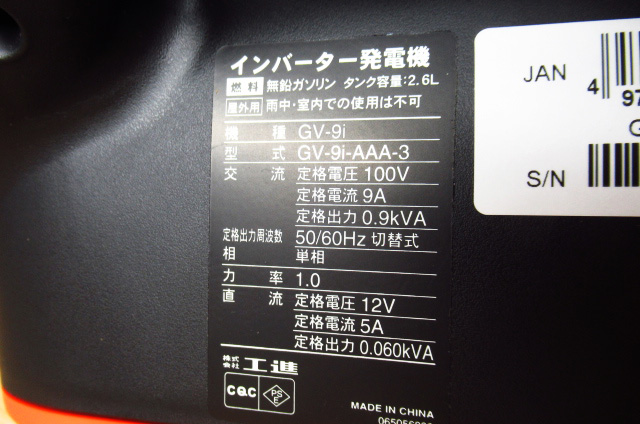 インバーター発電機
燃料 無鉛ガソリン タンク容量:2.6L
屋外用 雨中・室内での使用は不可
機種 GV-9i
型式 GV-9i-AAA-3
交流 定格電圧 100V
定格電流 9A
定格出力 0.9kVA
定格出力周波数 50/60Hz 切替式
相 単相
力率 1.0
直流 定格電圧 12V
定格電流 5A
定格出力 0.060kVA
株式会社 工進
CQC PSE
MADE IN CHINA
JAN
4 97
G
S/N